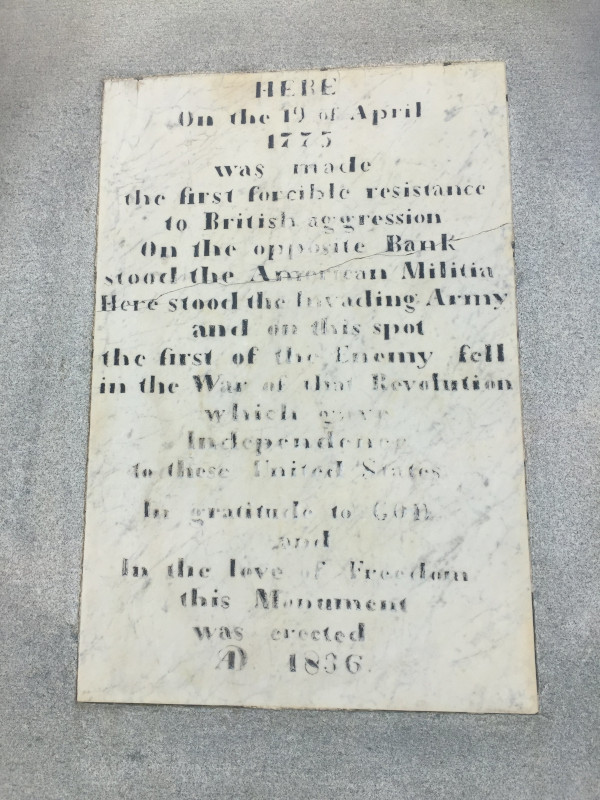 HERE
On the 19 of April
1775
was made
the first forcible resistance
to British aggression
On the opposite Bank
stood the American Militia
Here stood the Invading Army
and on this spot
the first of the Enemy fell
in the War of that Revolution
which gave
Independence
to these United States
In gratitude to GOD
and
In the love of Freedom
this Monument
was erected
AD. 1836.